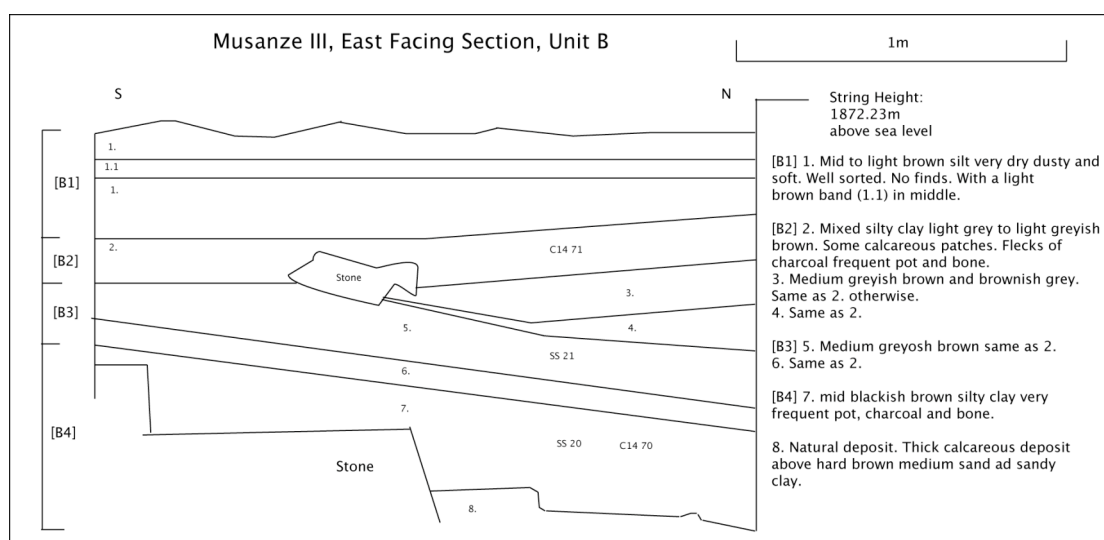 Musanze III, East Facing Section, Unit B
1m
S
N
String Height:
1872.23m
above sea level
1.
1.1
[B1]
1.
[B1] 1. Mid to light brown silt very dry dusty and
soft. Well sorted. No finds. With a light
brown band (1.1) in middle.
2.
C14 71
[B2]
Stone
3.
[B2] 2. Mixed silty clay light grey to light greyish
brown. Some calcareous patches. Flecks of
charcoal frequent pot and bone.
3. Medium greyish brown and brownish grey.
Same as 2. otherwise.
4. Same as 2.
[B3]
5.
4.
SS 21
6.
[B3] 5. Medium greyosh brown same as 2.
6. Same as 2.
7.
[B4]
SS 20
C14 70
Stone
8.
[B4] 7. mid blackish brown silty clay very
frequent pot, charcoal and bone.
8. Natural deposit. Thick calcareous deposit
above hard brown medium sand ad sandy
clay.